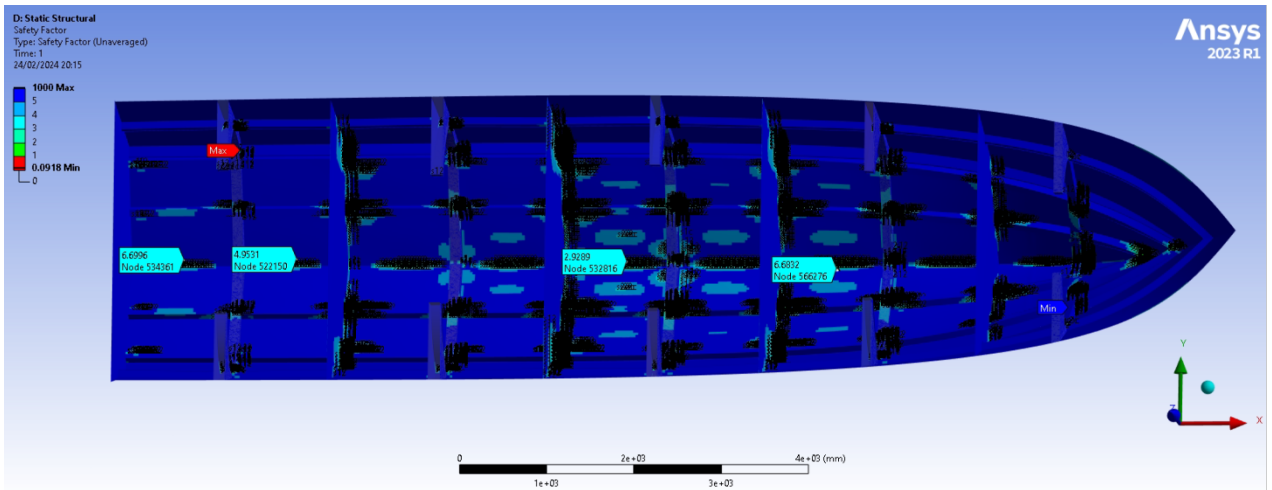 D: Static Structural
Safety Factor
Type: Safety Factor (Unaveraged)
Time: 1
24/02/2024 20:15
Ansys
2023 R1
1000 Max
5
4
3
2
1
0.0918 Min
0
Max
6.6996
Node 534361
4.9531
Node 522150
2.9289
Node 532816
6.6832
Node 566276
Min
Y
Z
X
0
2e+03
4e+03 (mm)
1e+03
3e+03